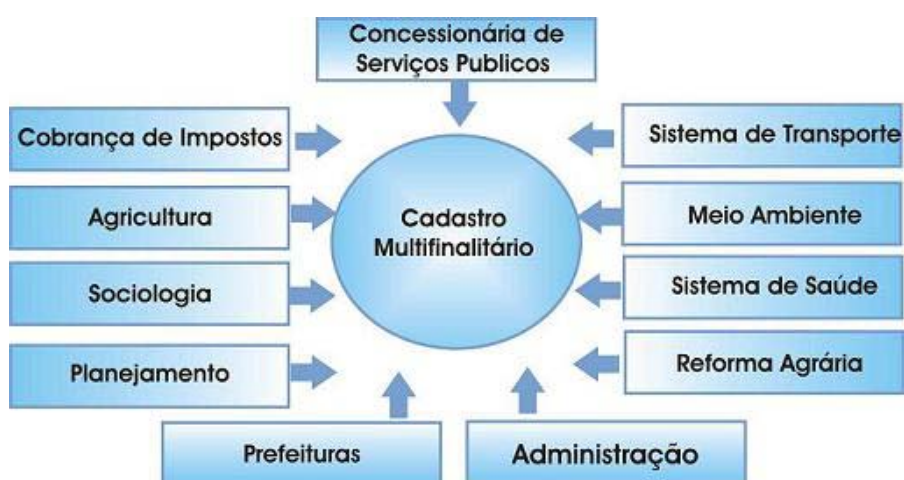 Concessionária de
Serviços Publicos
Cobrança de Impostos
Sistema de Transporte
Agricultura
Cadastro
Multifinalitário
Meio Ambiente
Sociologia
Sistema de Saúde
Planejamento
Reforma Agrária
Prefeituras
Administração